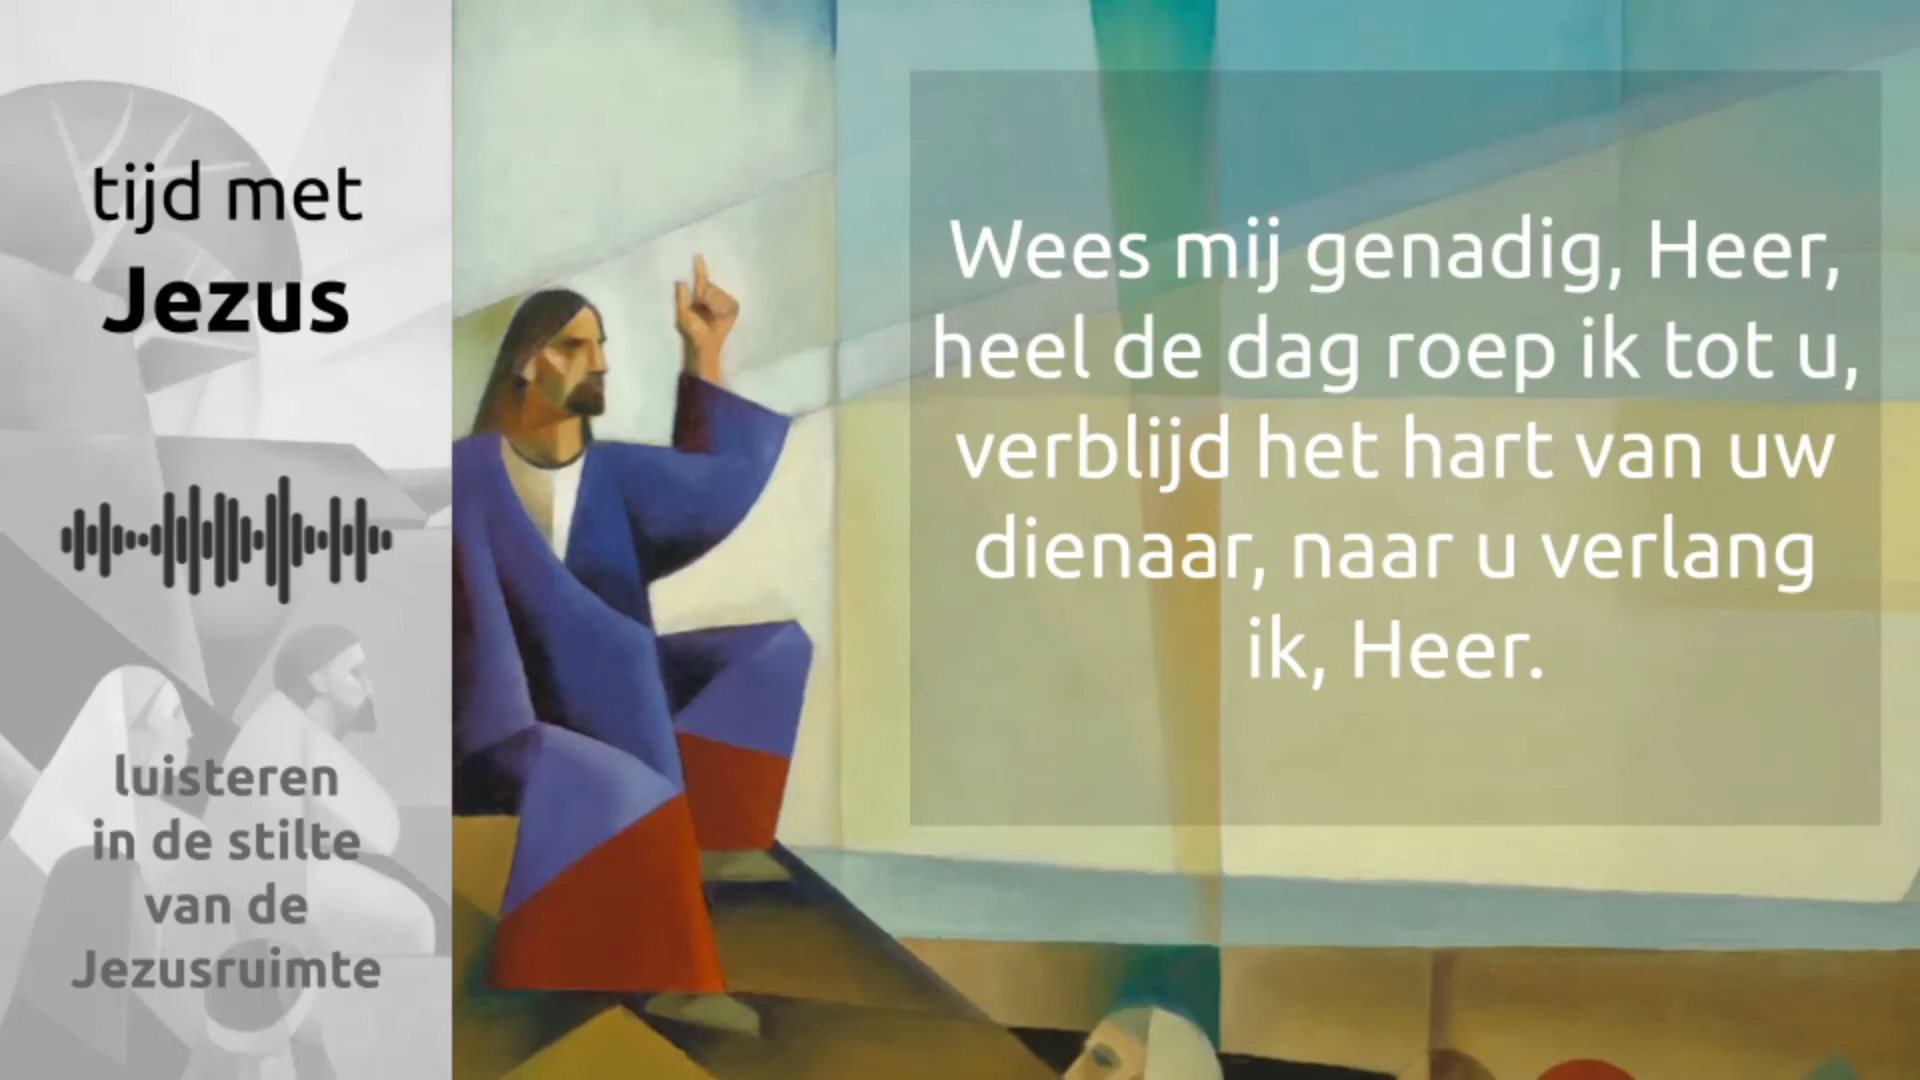 tijd met
Jezus
luisteren
in de stilte
van de
Jezusruimte
Wees mij genadig, Heer,
heel de dag roep ik tot u,
verblijd het hart van uw
dienaar, naar u verlang
ik, Heer.